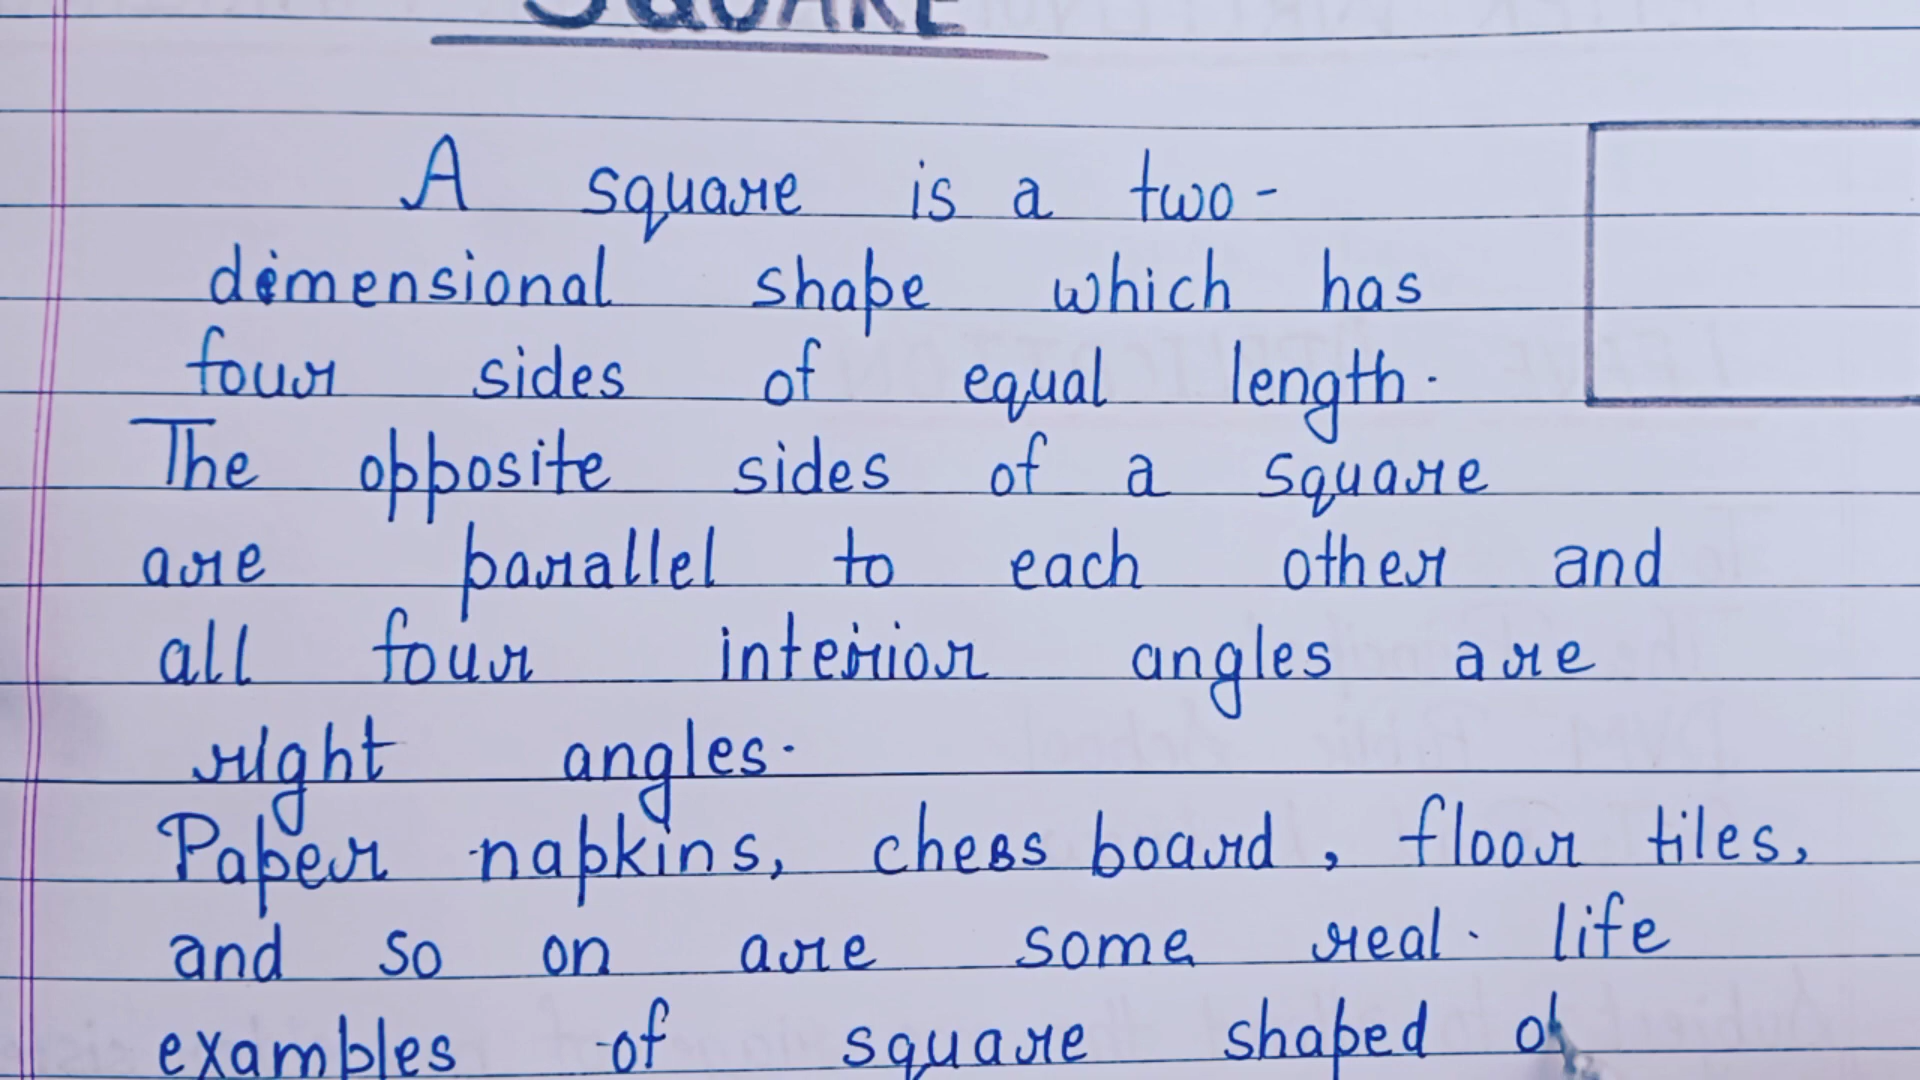 SQUARE
A square is a two-
dimensional shape which has
four sides of equal length.
The opposite sides of a square
are parallel to each other and
all four interior angles are
right angles.
Paper napkins, chess board, floor tiles,
and so on are some real-life
examples of square shaped